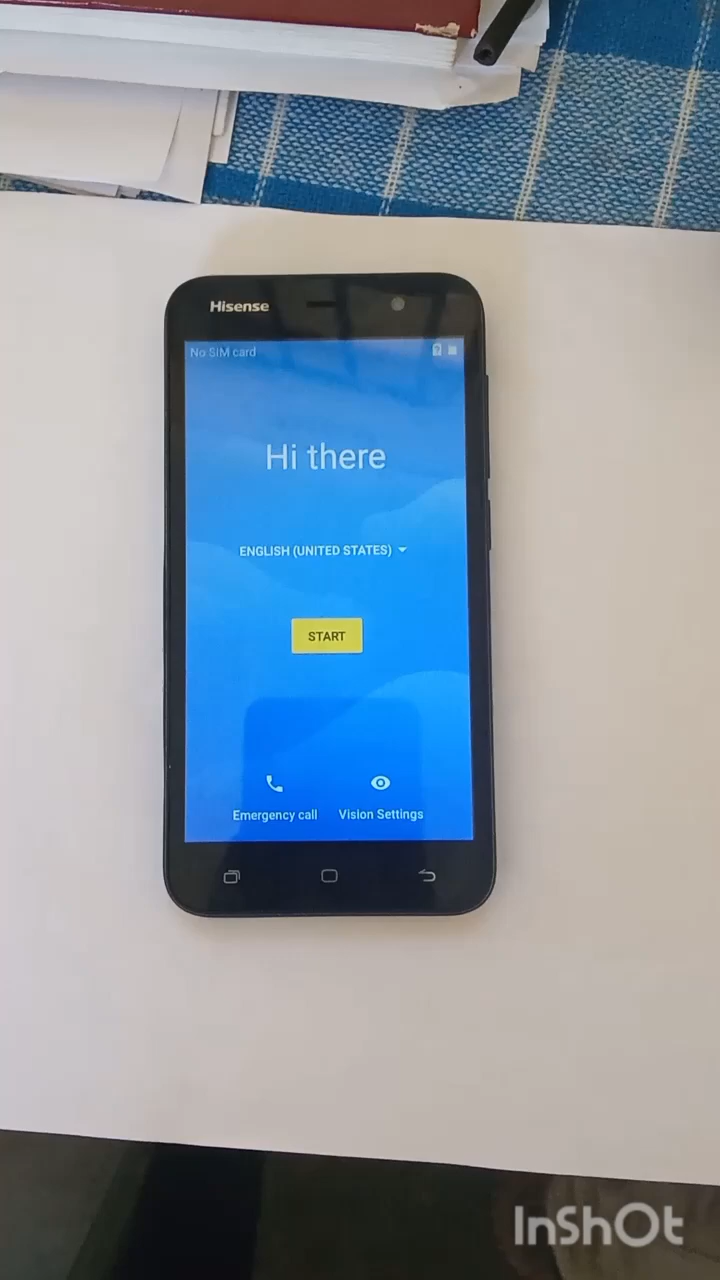 Hisense
No SIM card
Hi there
ENGLISH (UNITED STATES)
START
Emergency call
Vision Settings
InShOt